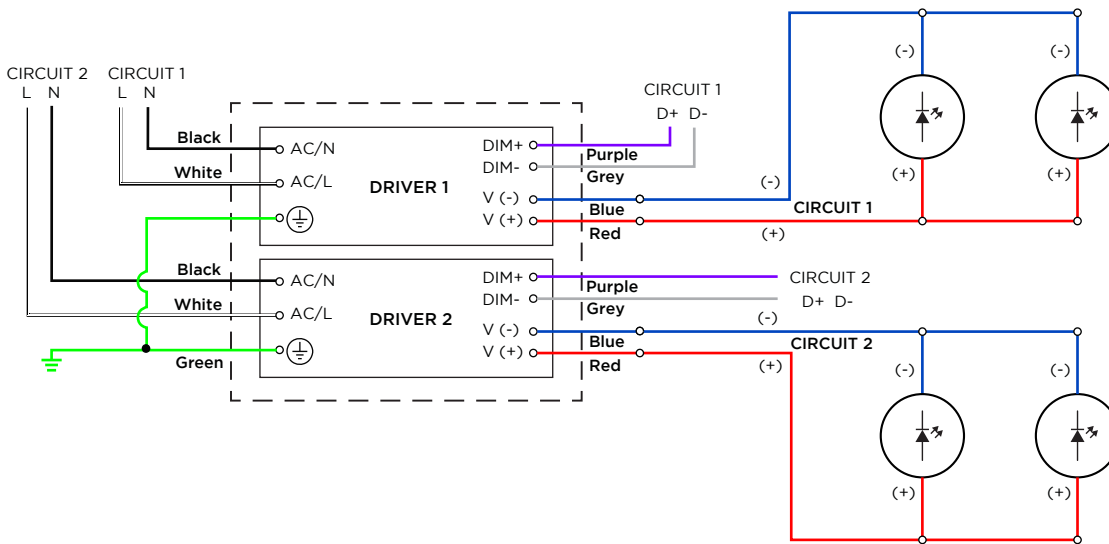 CIRCUIT 2 CIRCUIT 1
L N L N
Black
White
AC/N
AC/L
DRIVER 1
DIM+
DIM-
V (-)
V (+)
Purple
Grey
Blue
Red
CIRCUIT 1
D+ D-
(-)
CIRCUIT 1
(+)
(-) (-)
(+) (+)
Black
White
Green
AC/N
AC/L
DRIVER 2
DIM+
DIM-
V (-)
V (+)
Purple
Grey
Blue
Red
CIRCUIT 2
D+ D-
(-)
CIRCUIT 2
(+)
(-) (-)
(+) (+)